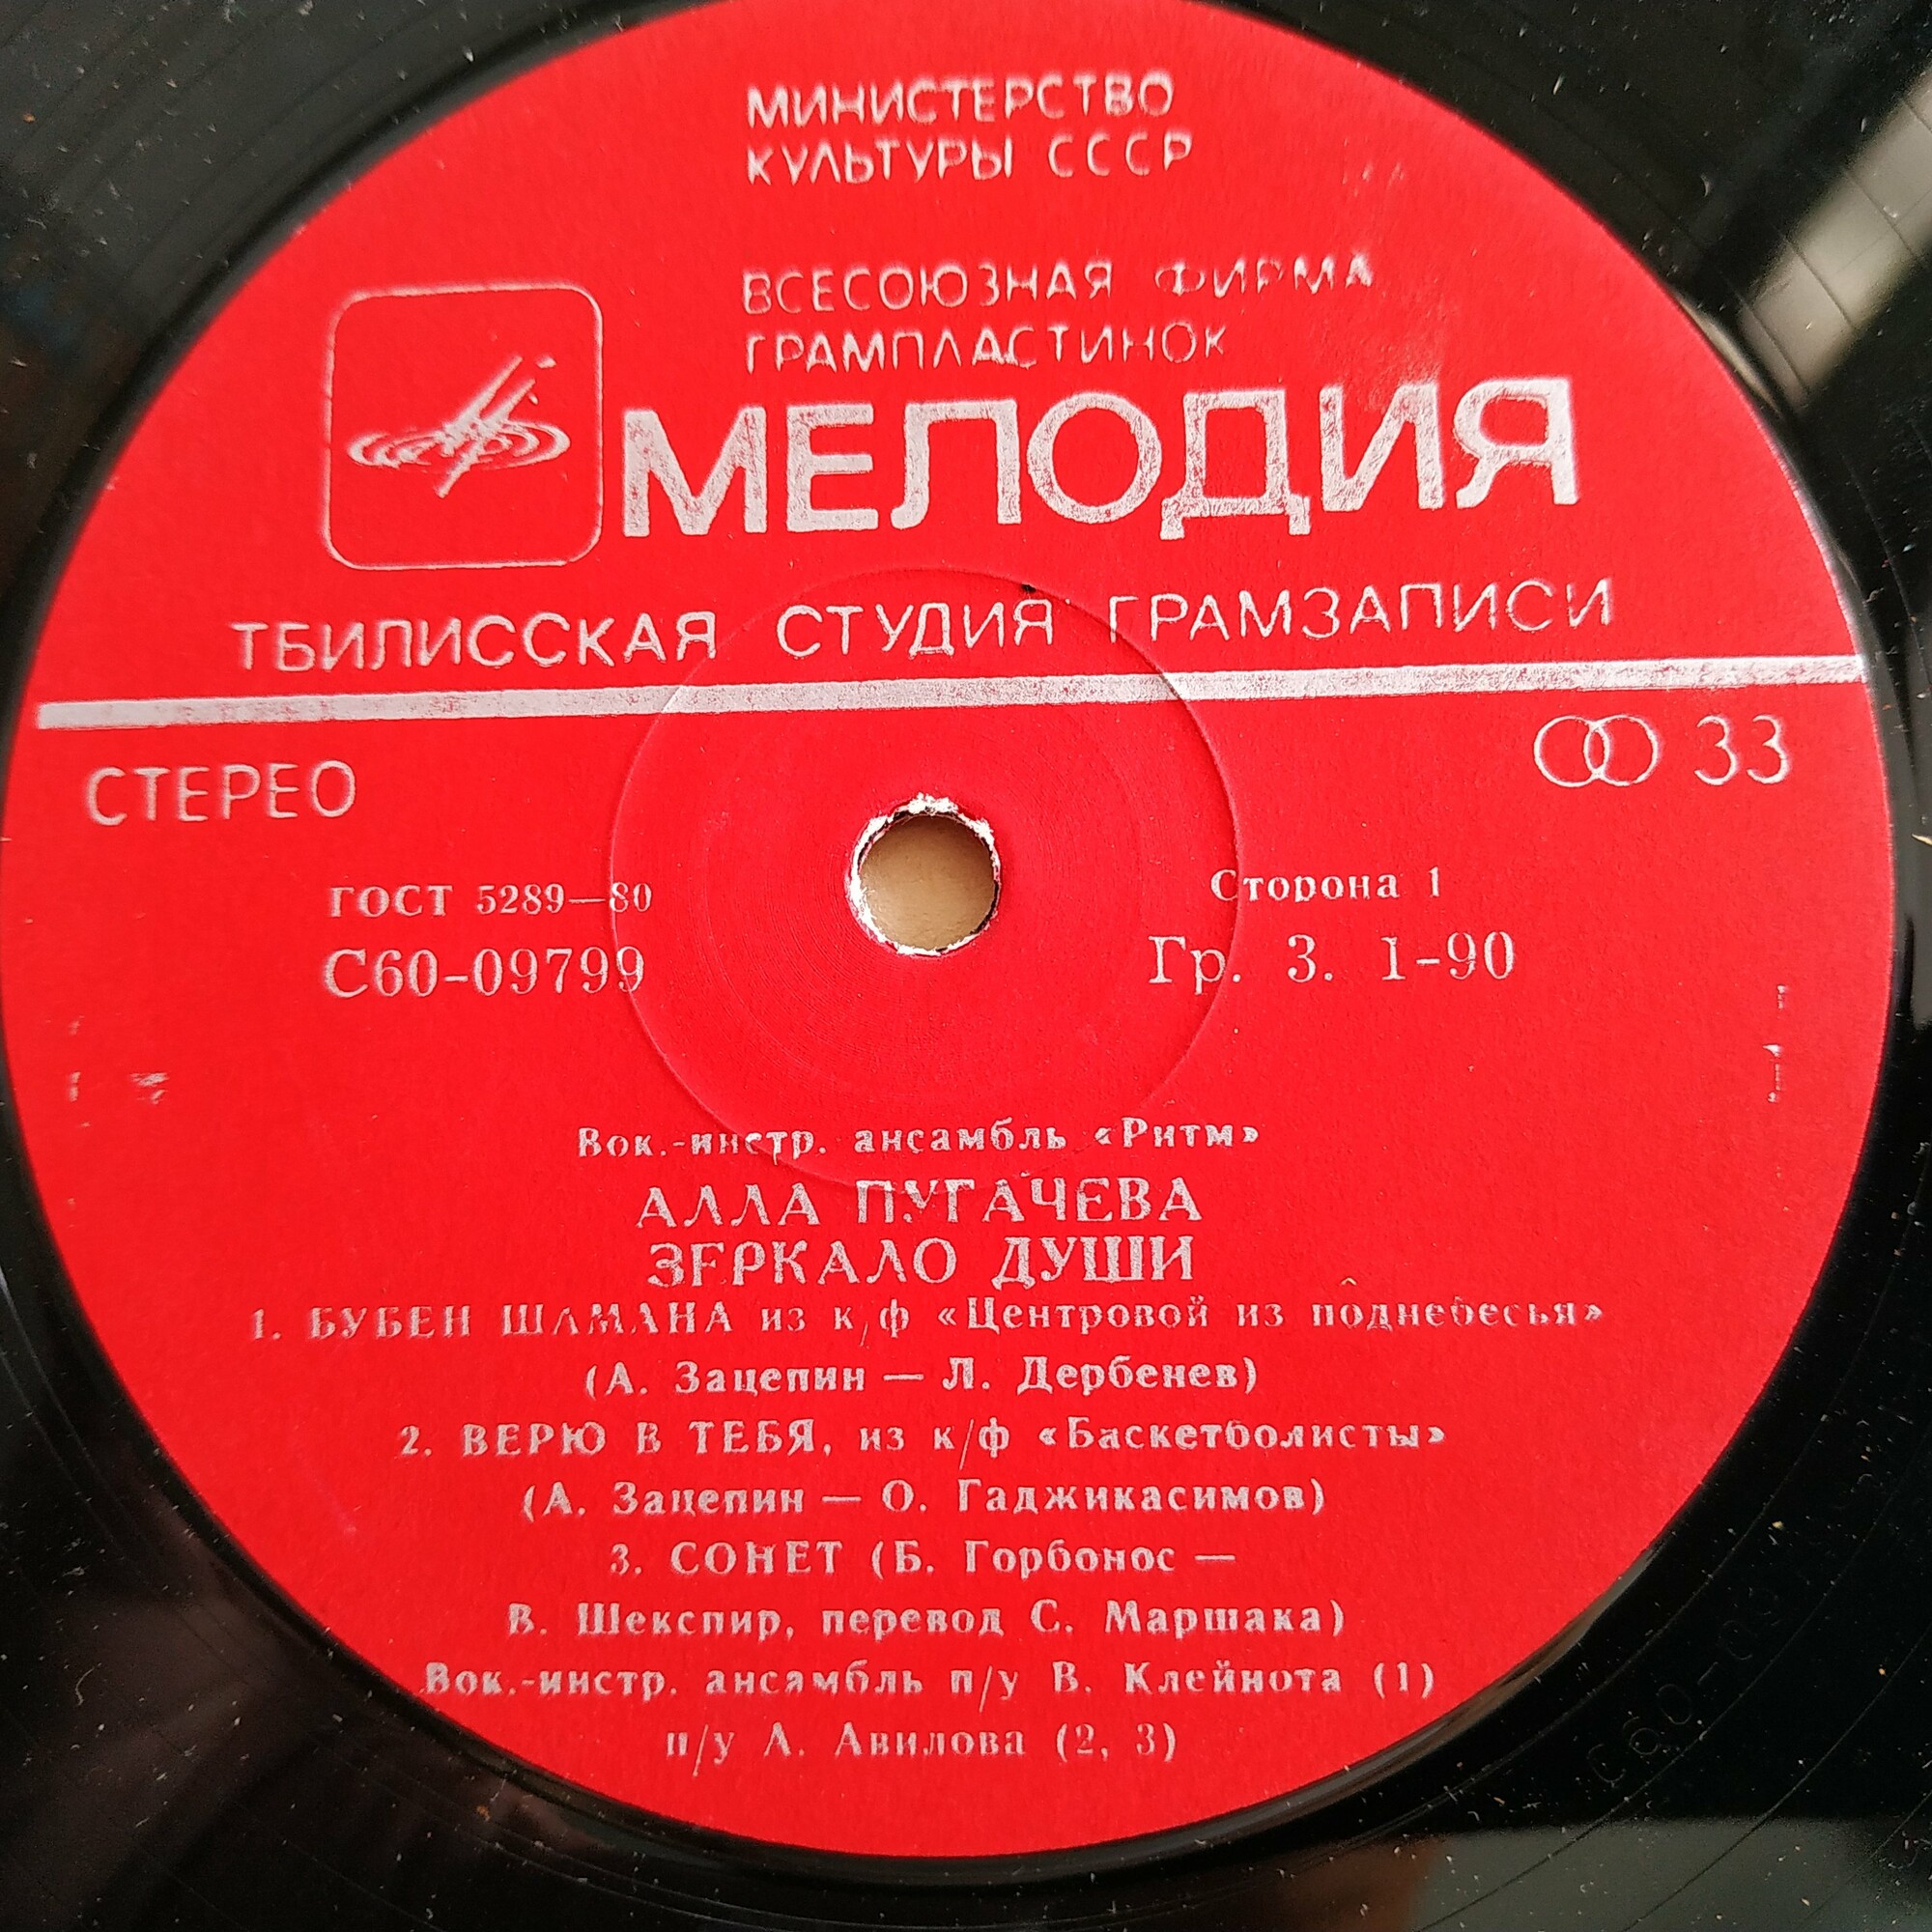 МИНИСТЕРСТВО
КУЛЬТУРЫ СССР
ВСЕСОЮЗНАЯ ФИРМА
ГРАМПЛАСТИНОК
МЕЛОДИЯ
ТБИЛИССКАЯ СТУДИЯ ГРАМЗАПИСИ
СТЕРЕО
33
ГОСТ 5289—80
Сторона 1
С60-09799
Гр. 3. 1-90
Вок.-инстр. ансамбль «Ритм»
АЛЛА ПУГАЧЕВА
ЗЕРКАЛО ДУШИ
1. БУБЕН ШАМАНА из к/ф «Центровой из поднебесья»
(А. Зацепин — Л. Дербенев)
2. ВЕРЮ В ТЕБЯ, из к/ф «Баскетболисты»
(А. Зацепин — О. Гаджикасимов)
3. СОНЕТ (Б. Горбонос —
В. Шекспир, перевод С. Маршака)
Вок.-инстр. ансамбль п/у В. Клейнота (1)
п/у А. Авилова (2, 3)